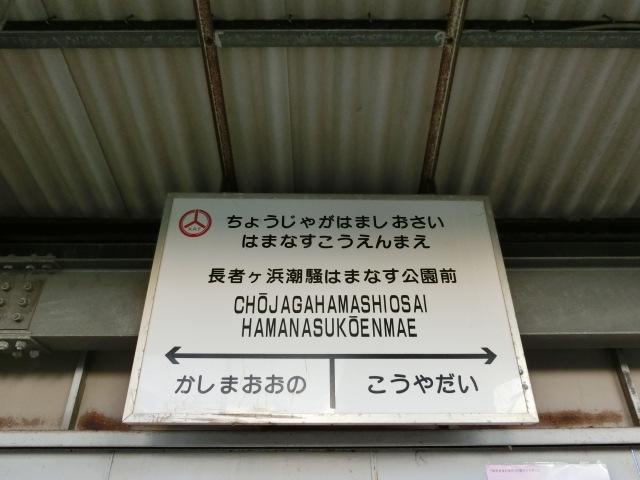 ちょうじゃがはましおさい
はまなすこうえんまえ
長者ヶ浜潮騒はまなす公園前
CHŌJAGAHAMASHIOSAI
HAMANASUKŌENMAE
かしまおおの
こうやだい